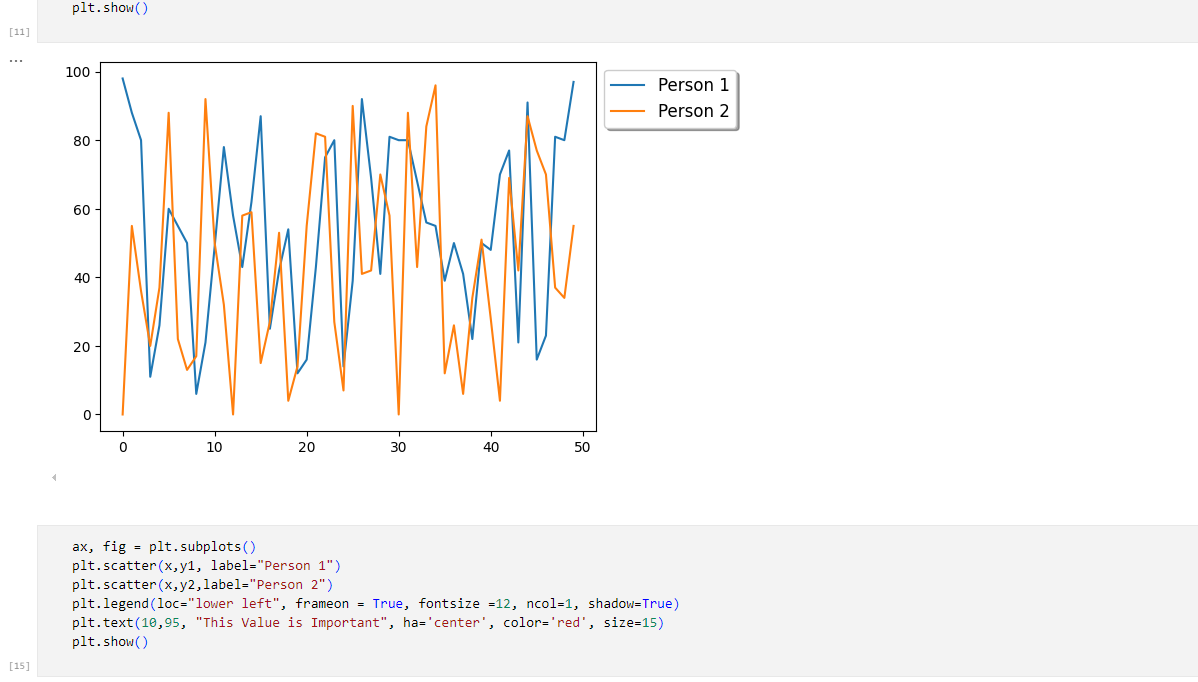 plt.show()
[11]
...
100
80
60
40
20
0
0 10 20 30 40 50
Person 1
Person 2
ax, fig = plt.subplots()
plt.scatter(x,y1, label="Person 1")
plt.scatter(x,y2,label="Person 2")
plt.legend(loc="lower left", frameon = True, fontsize =12, ncol=1, shadow=True)
plt.text(10,95, "This Value is Important", ha='center', color='red', size=15)
plt.show()
[15]